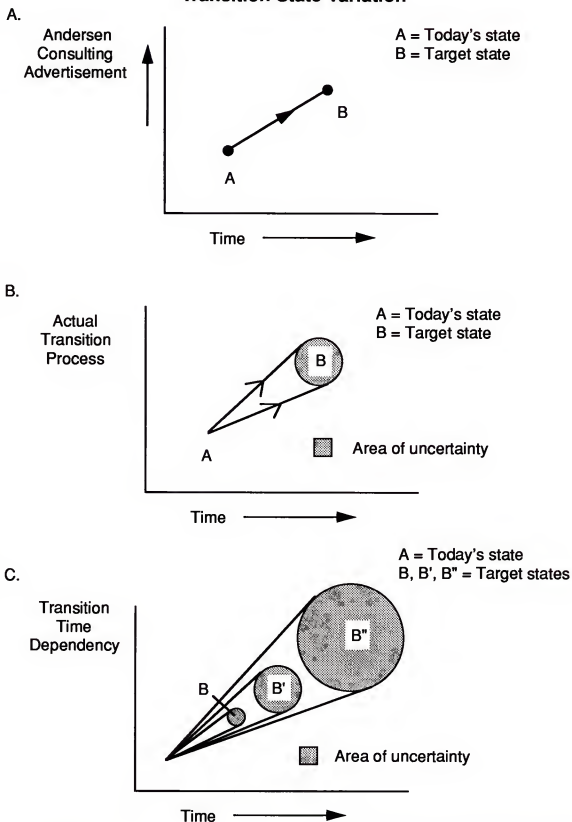 Transition State Variation
A.
Andersen
Consulting
Advertisement
A = Today's state
B = Target state
B
A
Time
B.
Actual
Transition
Process
A = Today's state
B = Target state
B
A
Area of uncertainty
Time
C.
A = Today's state
B, B', B" = Target states
Transition
Time
Dependency
B"
B
B'
Area of uncertainty
Time